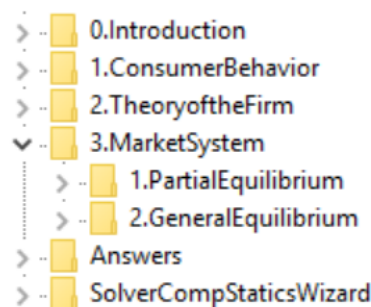 0.Introduction
1.ConsumerBehavior
2.TheoryoftheFirm
3.MarketSystem
1.PartialEquilibrium
2.GeneralEquilibrium
Answers
SolverCompStaticsWizard